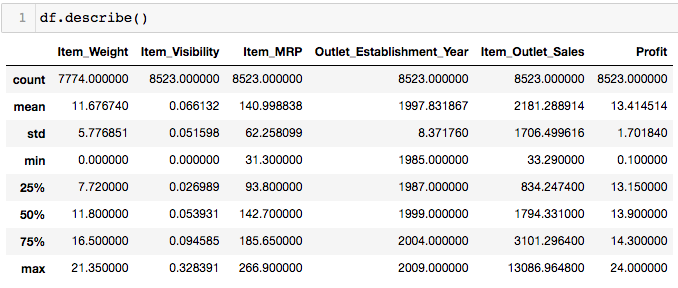 1 df.describe()
Item_Weight Item_Visibility Item_MRP Outlet_Establishment_Year Item_Outlet_Sales Profit
count 7774.000000 8523.000000 8523.000000 8523.000000 8523.000000 8523.000000
mean 11.676740 0.066132 140.998838 1997.831867 2181.288914 13.414514
std 5.776851 0.051598 62.258099 8.371760 1706.499616 1.701840
min 0.000000 0.000000 31.300000 1985.000000 33.290000 0.100000
25% 7.720000 0.026989 93.800000 1987.000000 834.247400 13.150000
50% 11.800000 0.053931 142.700000 1999.000000 1794.331000 13.900000
75% 16.500000 0.094585 185.650000 2004.000000 3101.296400 14.300000
max 21.350000 0.328391 266.900000 2009.000000 13086.964800 24.000000